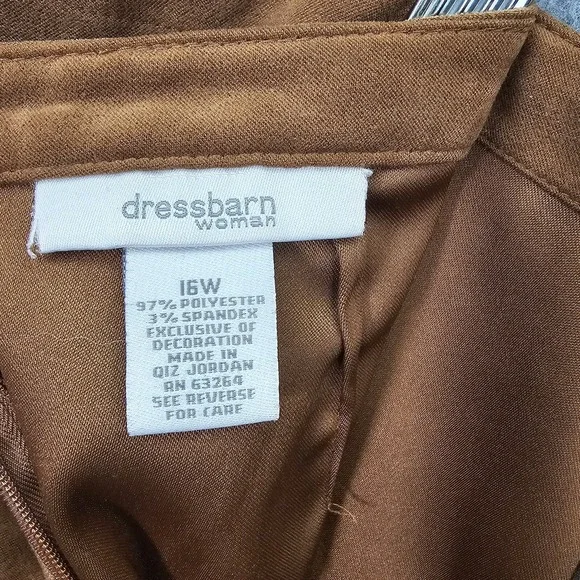 dressbarn
woman
16W
97% POLYESTER
3% SPANDEX
EXCLUSIVE OF
DECORATION
MADE IN
QIZ JORDAN
RN 63264
SEE REVERSE
FOR CARE